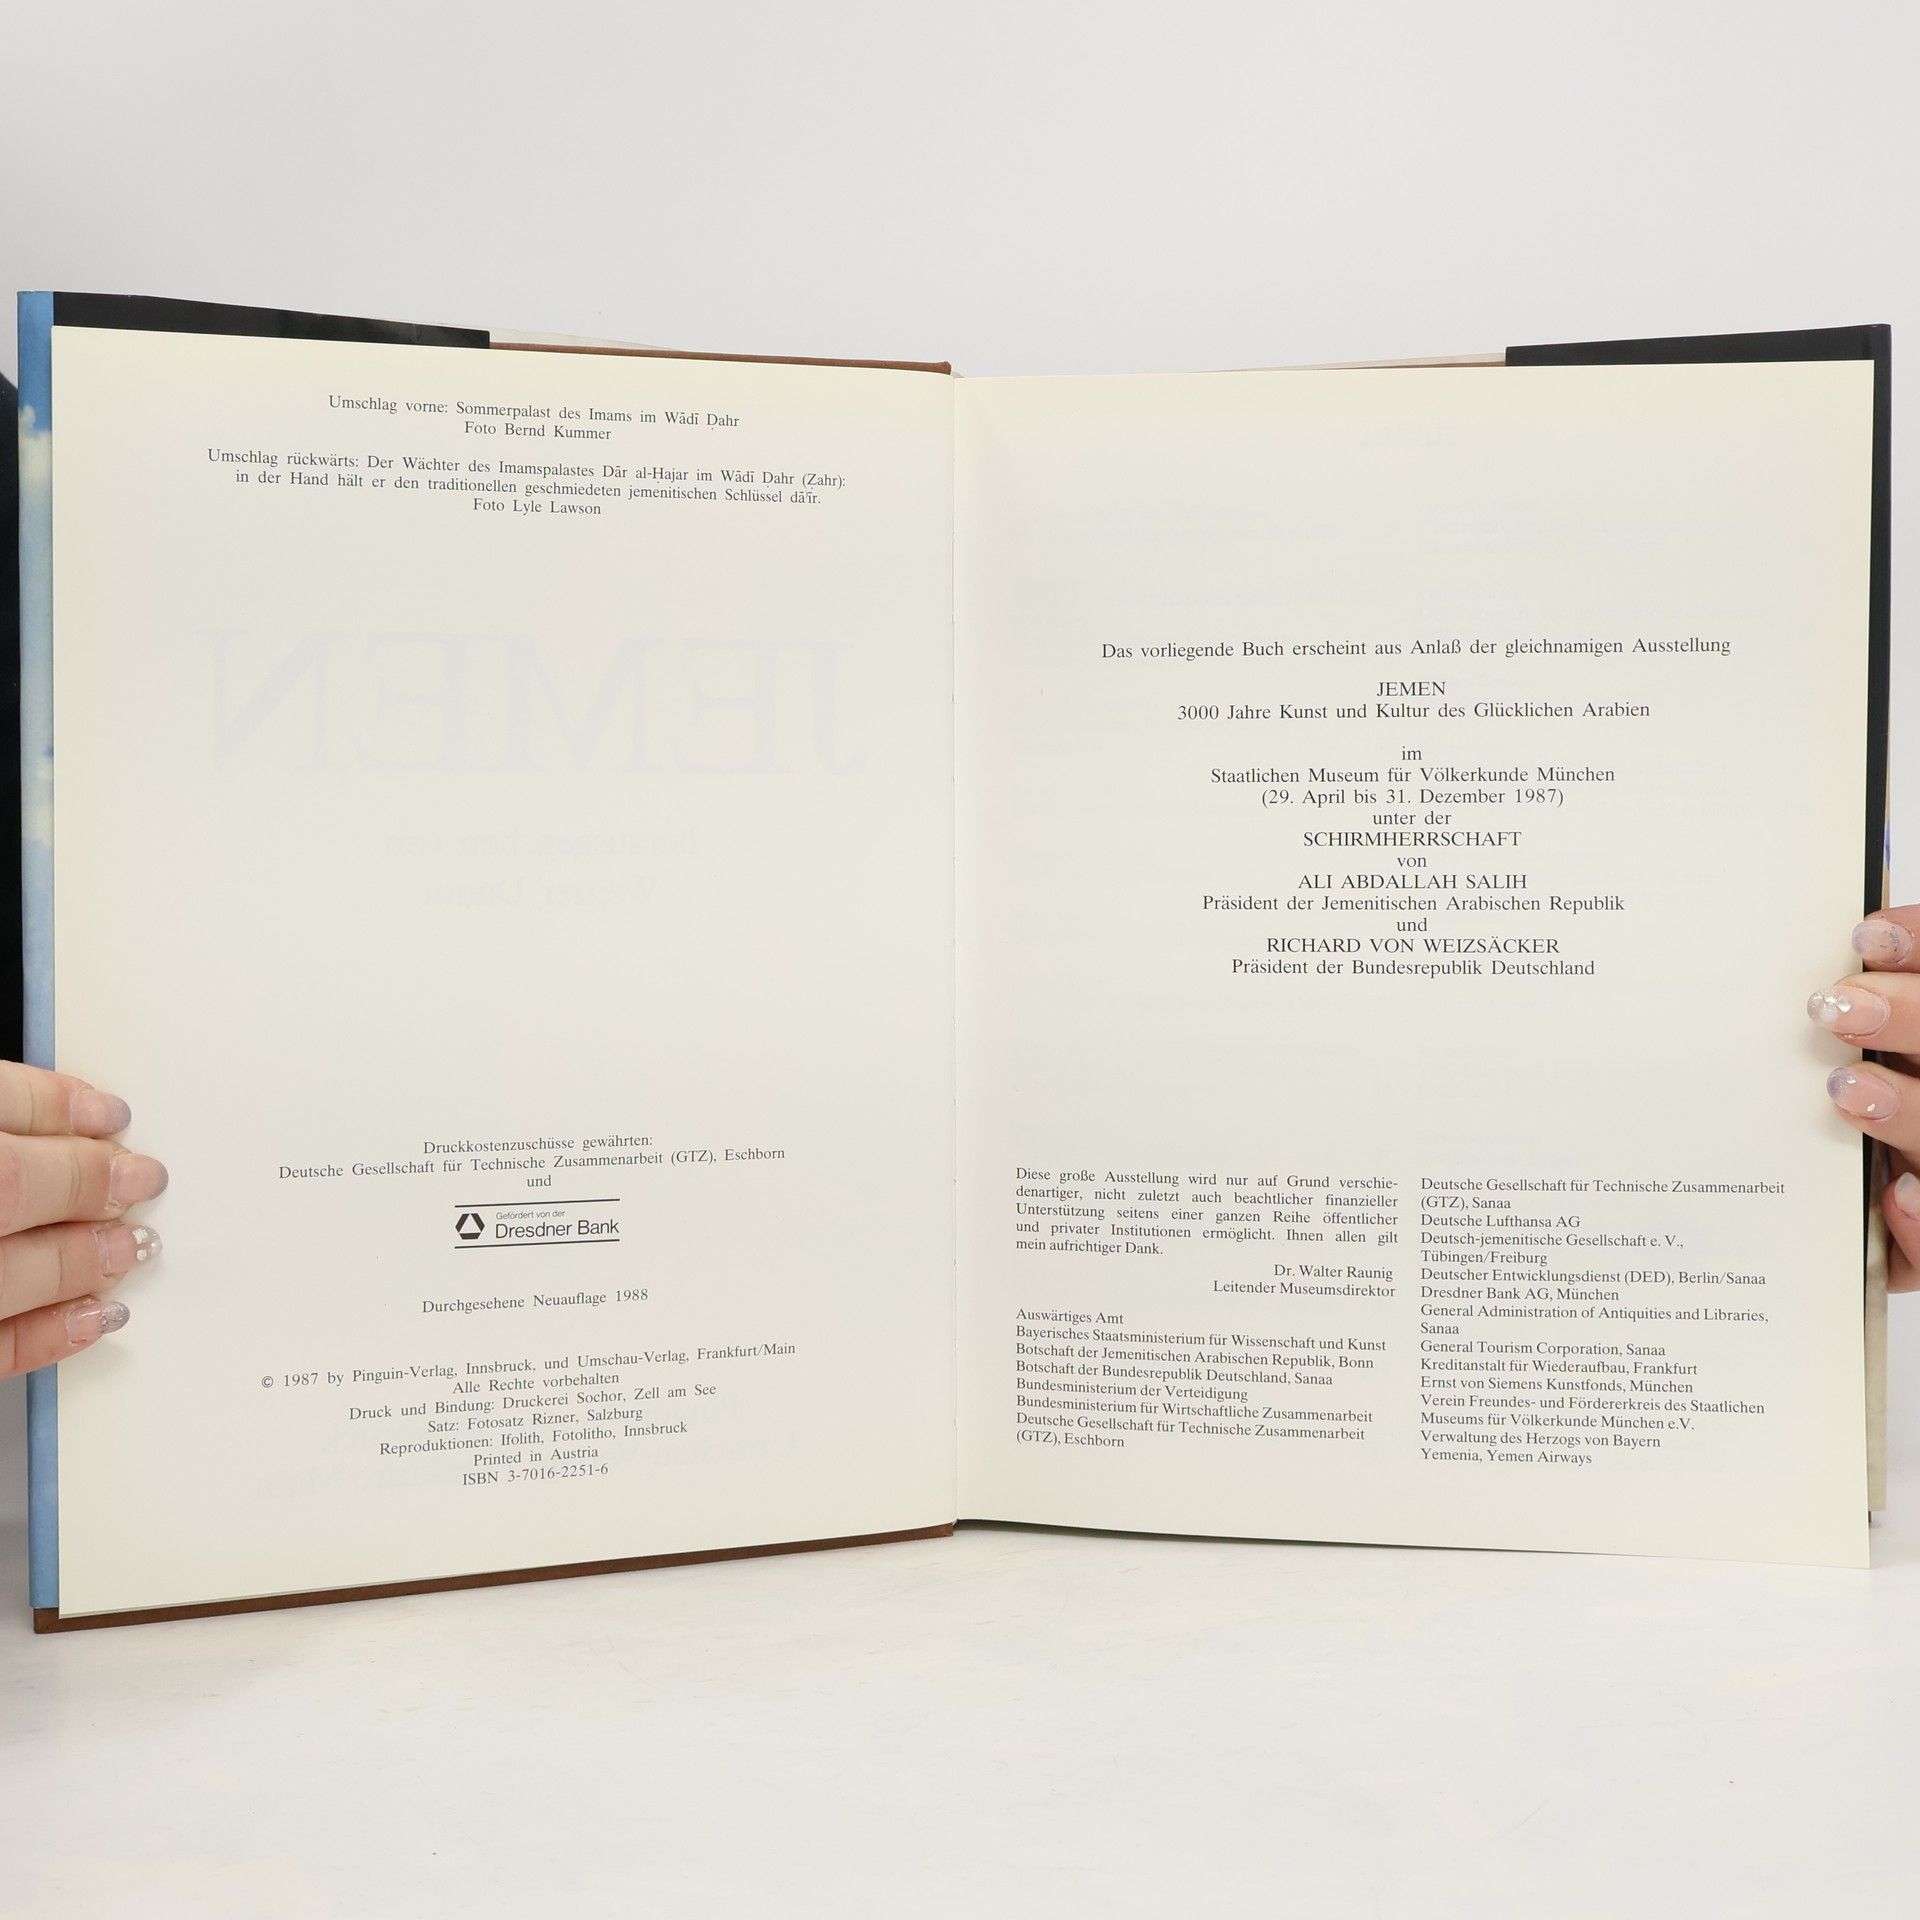 Umschlag vorne: Sommerpalast des Imams im Wādī Ḍahr
Foto Bernd Kummer
Umschlag rückwärts: Der Wächter des Imamspalastes Dār al-Ḥajar im Wādī Ḍahr (Ẓahr):
in der Hand hält er den traditionellen geschmiedeten jemenitischen Schlüssel
Foto Lyle Lawson
JEMEN
herausgegeben von
Werner Daum
Druckkostenzuschüsse gewährten:
Deutsche Gesellschaft für Technische Zusammenarbeit (GTZ), Eschborn
und
Gefördert von der
Dresdner Bank
Durchgesehene Neuauflage 1988
© 1987 by Pinguin-Verlag, Innsbruck, und Umschau-Verlag, Frankfurt/Main
Alle Rechte vorbehalten
Druck und Bindung: Druckerei Sochor, Zell am See
Satz: Fotosatz Rizner, Salzburg
Reproduktionen: Ifolith, Fotolitho, Innsbruck
Printed in Austria
ISBN 3-7016-2251-6
Das vorliegende Buch erscheint aus Anlaß der gleichnamigen Ausstellung
JEMEN
3000 Jahre Kunst und Kultur des Glücklichen Arabien
im
Staatlichen Museum für Völkerkunde München
(29. April bis 31. Dezember 1987)
unter der
SCHIRMHERRSCHAFT
von
ALI ABDALLAH SALIH
Präsident der Jemenitischen Arabischen Republik
und
RICHARD VON WEIZSÄCKER
Präsident der Bundesrepublik Deutschland
Diese große Ausstellung wird nur auf Grund verschie-
denartiger, nicht zuletzt auch beachtlicher finanzieller
Unterstützung seitens einer ganzen Reihe öffentlicher
und privater Institutionen ermöglicht. Ihnen allen gilt
mein aufrichtiger Dank.
Dr. Walter Raunig
Leitender Museumsdirektor
Auswärtiges Amt
Bayerisches Staatsministerium für Wissenschaft und Kunst
Botschaft der Jemenitischen Arabischen Republik, Bonn
Botschaft der Bundesrepublik Deutschland, Sanaa
Bundesministerium der Verteidigung
Bundesministerium für Wirtschaftliche Zusammenarbeit
Deutsche Gesellschaft für Technische Zusammenarbeit
(GTZ), Eschborn
Deutsche Gesellschaft für Technische Zusammenarbeit
(GTZ), Sanaa
Deutsche Lufthansa AG
Deutsch-jemenitische Gesellschaft e. V.,
Tübingen/Freiburg
Deutscher Entwicklungsdienst (DED), Berlin/Sanaa
Dresdner Bank AG, München
General Administration of Antiquities and Libraries,
Sanaa
General Tourism Corporation, Sanaa
Kreditanstalt für Wiederaufbau, Frankfurt
Ernst von Siemens Kunstfonds, München
Verein Freundes- und Fördererkreis des Staatlichen
Museums für Völkerkunde München e.V.
Verwaltung des Herzogs von Bayern
Yemenia, Yemen Airways